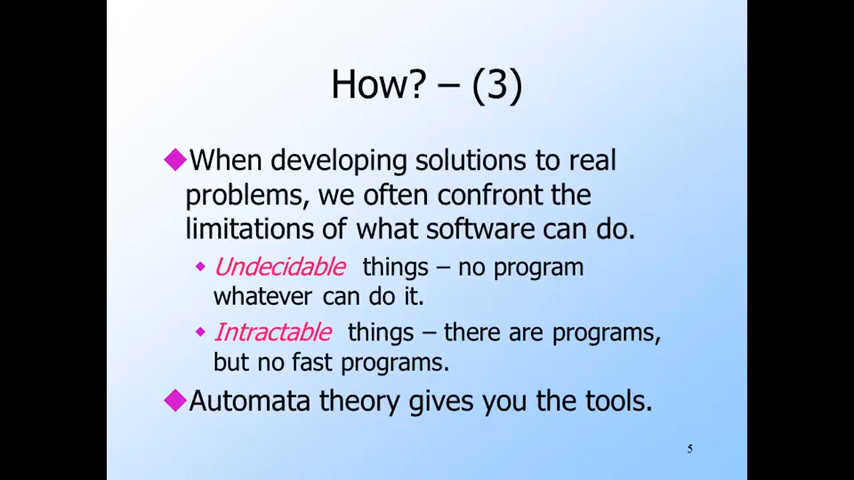 How? – (3)
When developing solutions to real
problems, we often confront the
limitations of what software can do.
Undecidable things – no program
whatever can do it.
Intractable things – there are programs,
but no fast programs.
Automata theory gives you the tools.
5